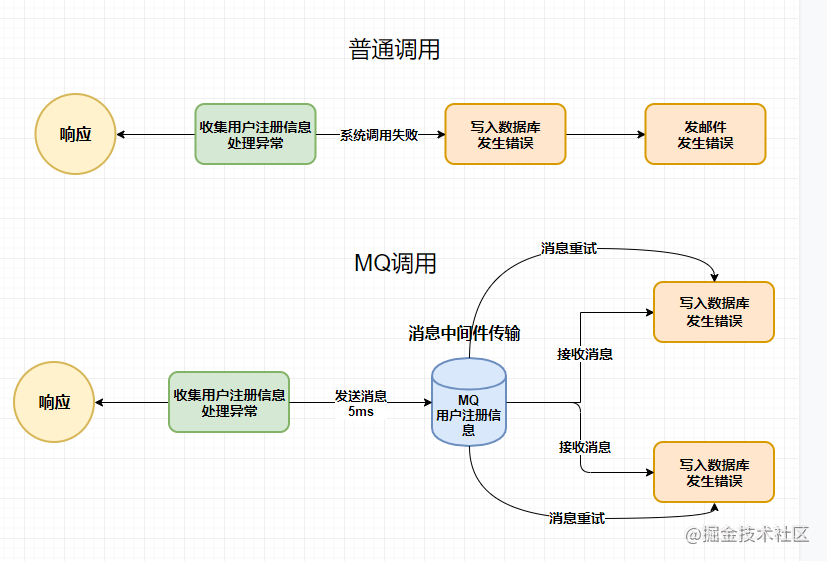 普通调用
响应
收集用户注册信息
处理异常
系统调用失败
写入数据库
发生错误
发邮件
发生错误
MQ调用
消息重试
写入数据库
发生错误
消息中间件传输
接收消息
响应
收集用户注册信息
处理异常
发送消息
5ms
MQ
用户注册信
息
接收消息
写入数据库
发生错误
消息重试
@掘金技术社区